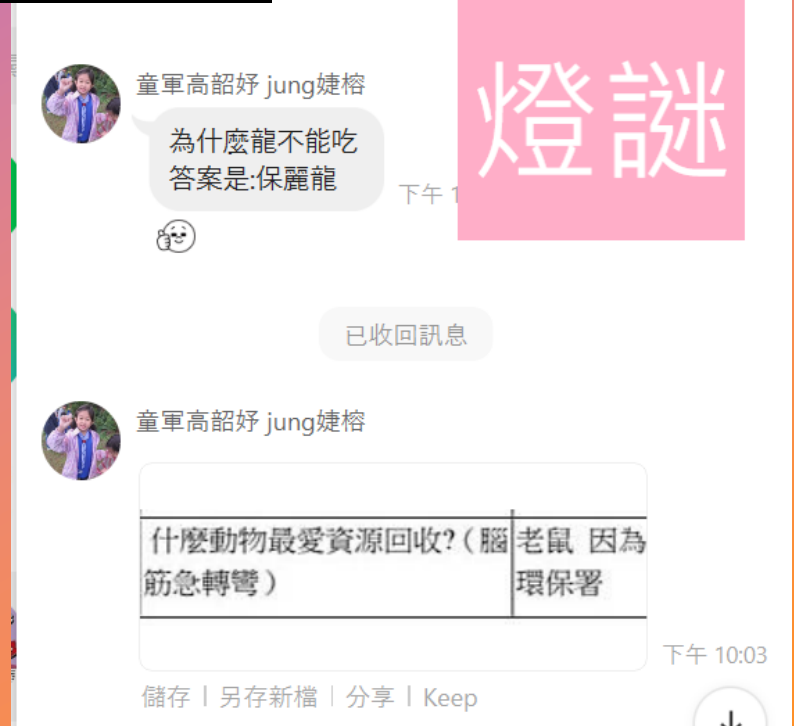 童軍高韶妤 jung婕榕
燈謎
為什麼龍不能吃
答案是:保麗龍
下午 1
已收回訊息
童軍高韶妤 jung婕榕
什麼動物最愛資源回收?(腦
筋急轉彎)
老鼠 因為
環保署
下午 10:03
儲存 | 另存新檔 | 分享 | Keep